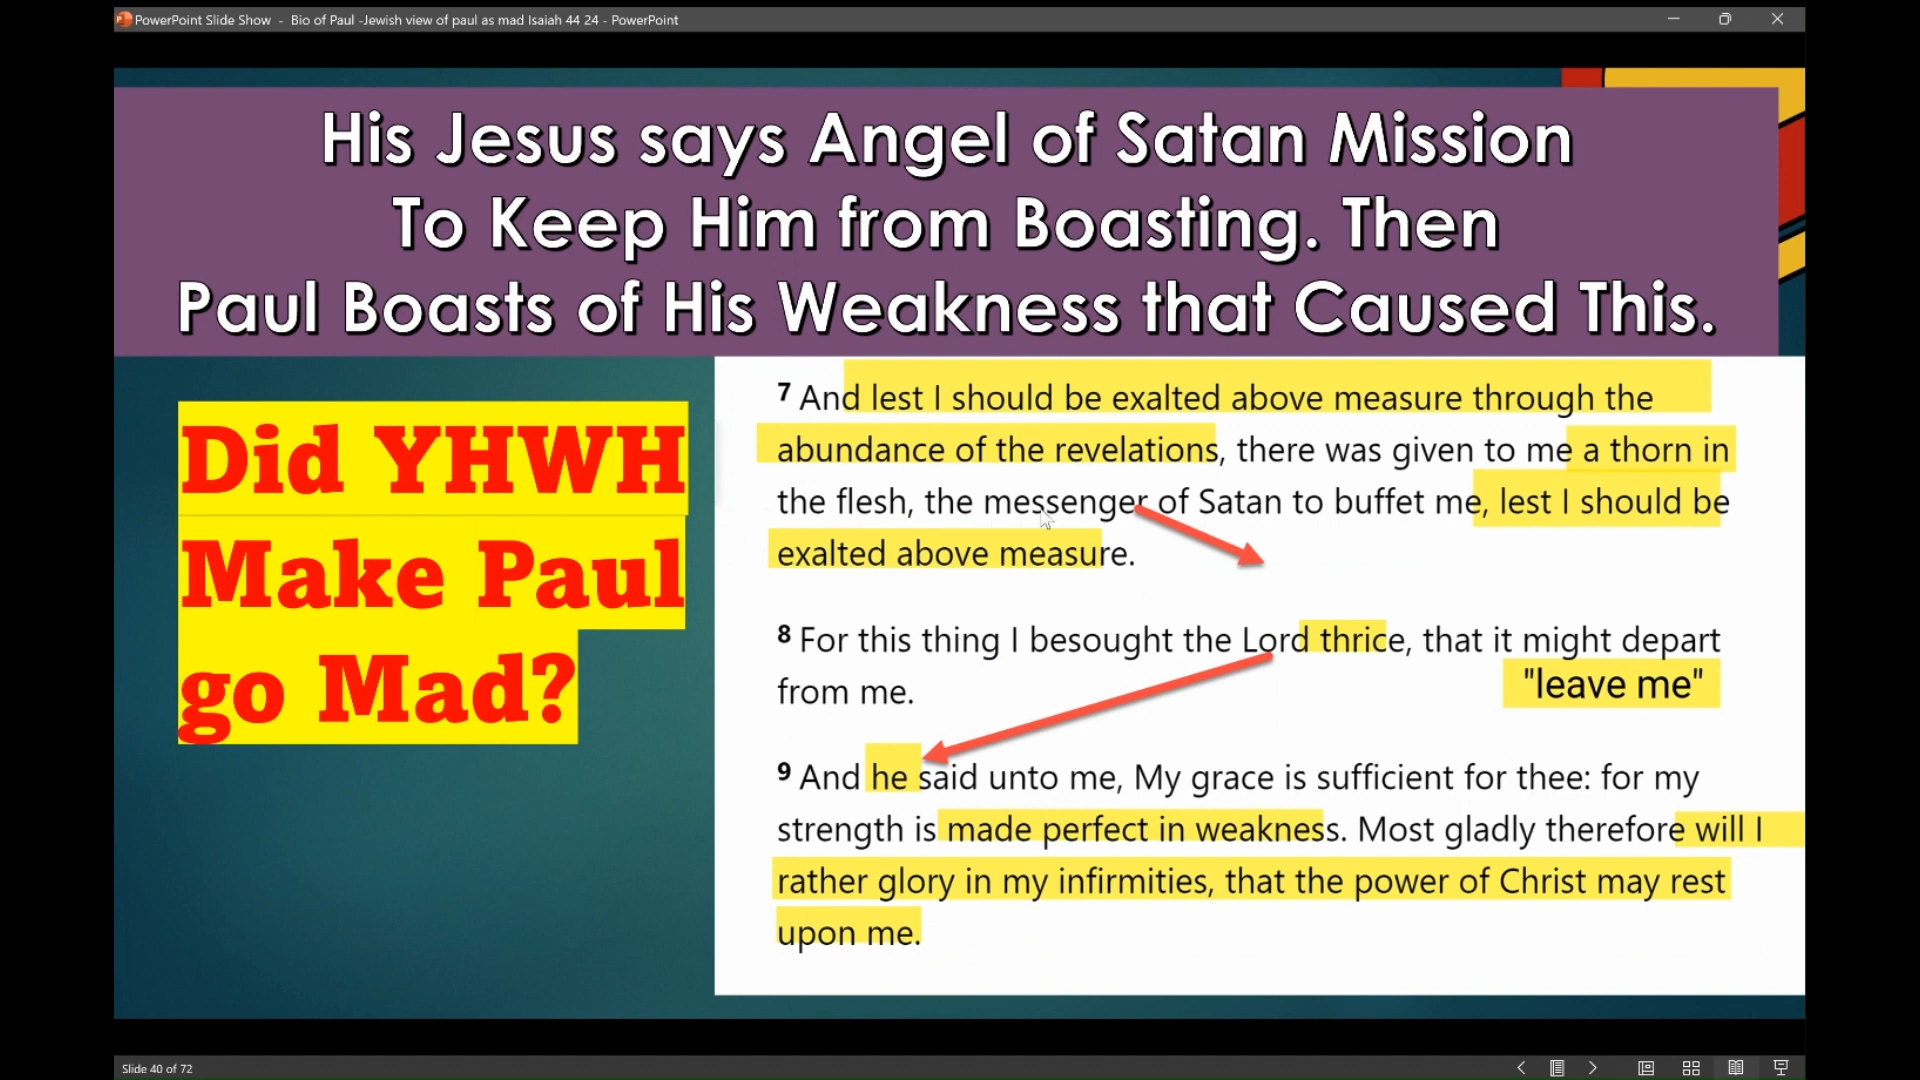 PowerPoint Slide Show - Bio of Paul -Jewish view of paul as mad Isaiah 44 24 - PowerPoint
His Jesus says Angel of Satan Mission
To Keep Him from Boasting. Then
Paul Boasts of His Weakness that Caused This.
Did YHWH
Make Paul
go Mad?
7 And lest I should be exalted above measure through the
abundance of the revelations, there was given to me a thorn in
the flesh, the messenger of Satan to buffet me, lest I should be
exalted above measure.
8 For this thing I besought the Lord thrice, that it might depart
from me.
"leave me"
9 And he said unto me, My grace is sufficient for thee: for my
strength is made perfect in weakness. Most gladly therefore will I
rather glory in my infirmities, that the power of Christ may rest
upon me.
Slide 40 of 72